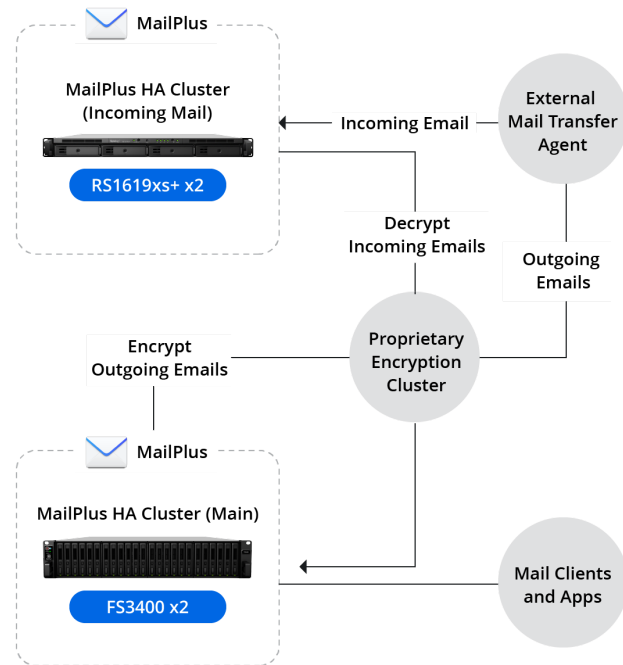 MailPlus
MailPlus HA Cluster
(Incoming Mail)
RS1619xs+ x2
Incoming Email
External
Mail Transfer
Agent
Decrypt
Incoming Emails
Outgoing
Emails
Encrypt
Outgoing Emails
Proprietary
Encryption
Cluster
MailPlus
MailPlus HA Cluster (Main)
FS3400 x2
Mail Clients
and Apps